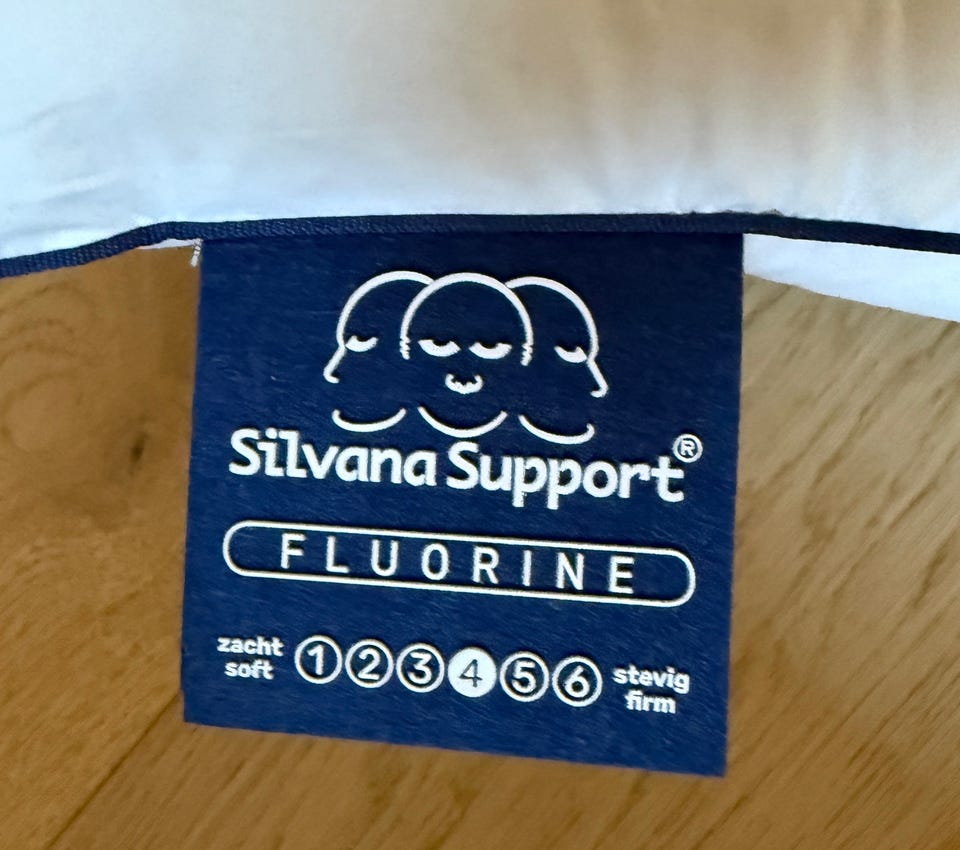 Silvana Support®
FLUORINE
zacht soft 1 2 3 4 5 6 stevig firm